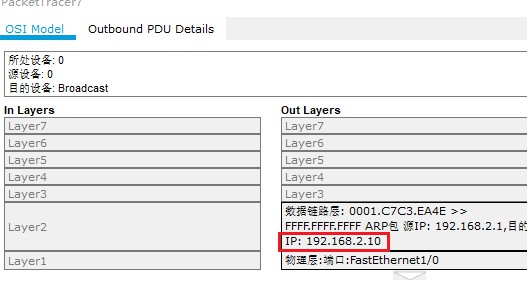 PacketTracer7
OSI Model
Outbound PDU Details
所处设备: 0
源设备: 0
目的设备: Broadcast
In Layers
Out Layers
Layer7
Layer7
Layer6
Layer6
Layer5
Layer5
Layer4
Layer4
Layer3
Layer3
Layer2
数据链路层: 0001.C7C3.EA4E >>
FFFF.FFFF.FFFF ARP包 源IP: 192.168.2.1,目的
IP: 192.168.2.10
Layer1
物理层:端口:FastEthernet1/0